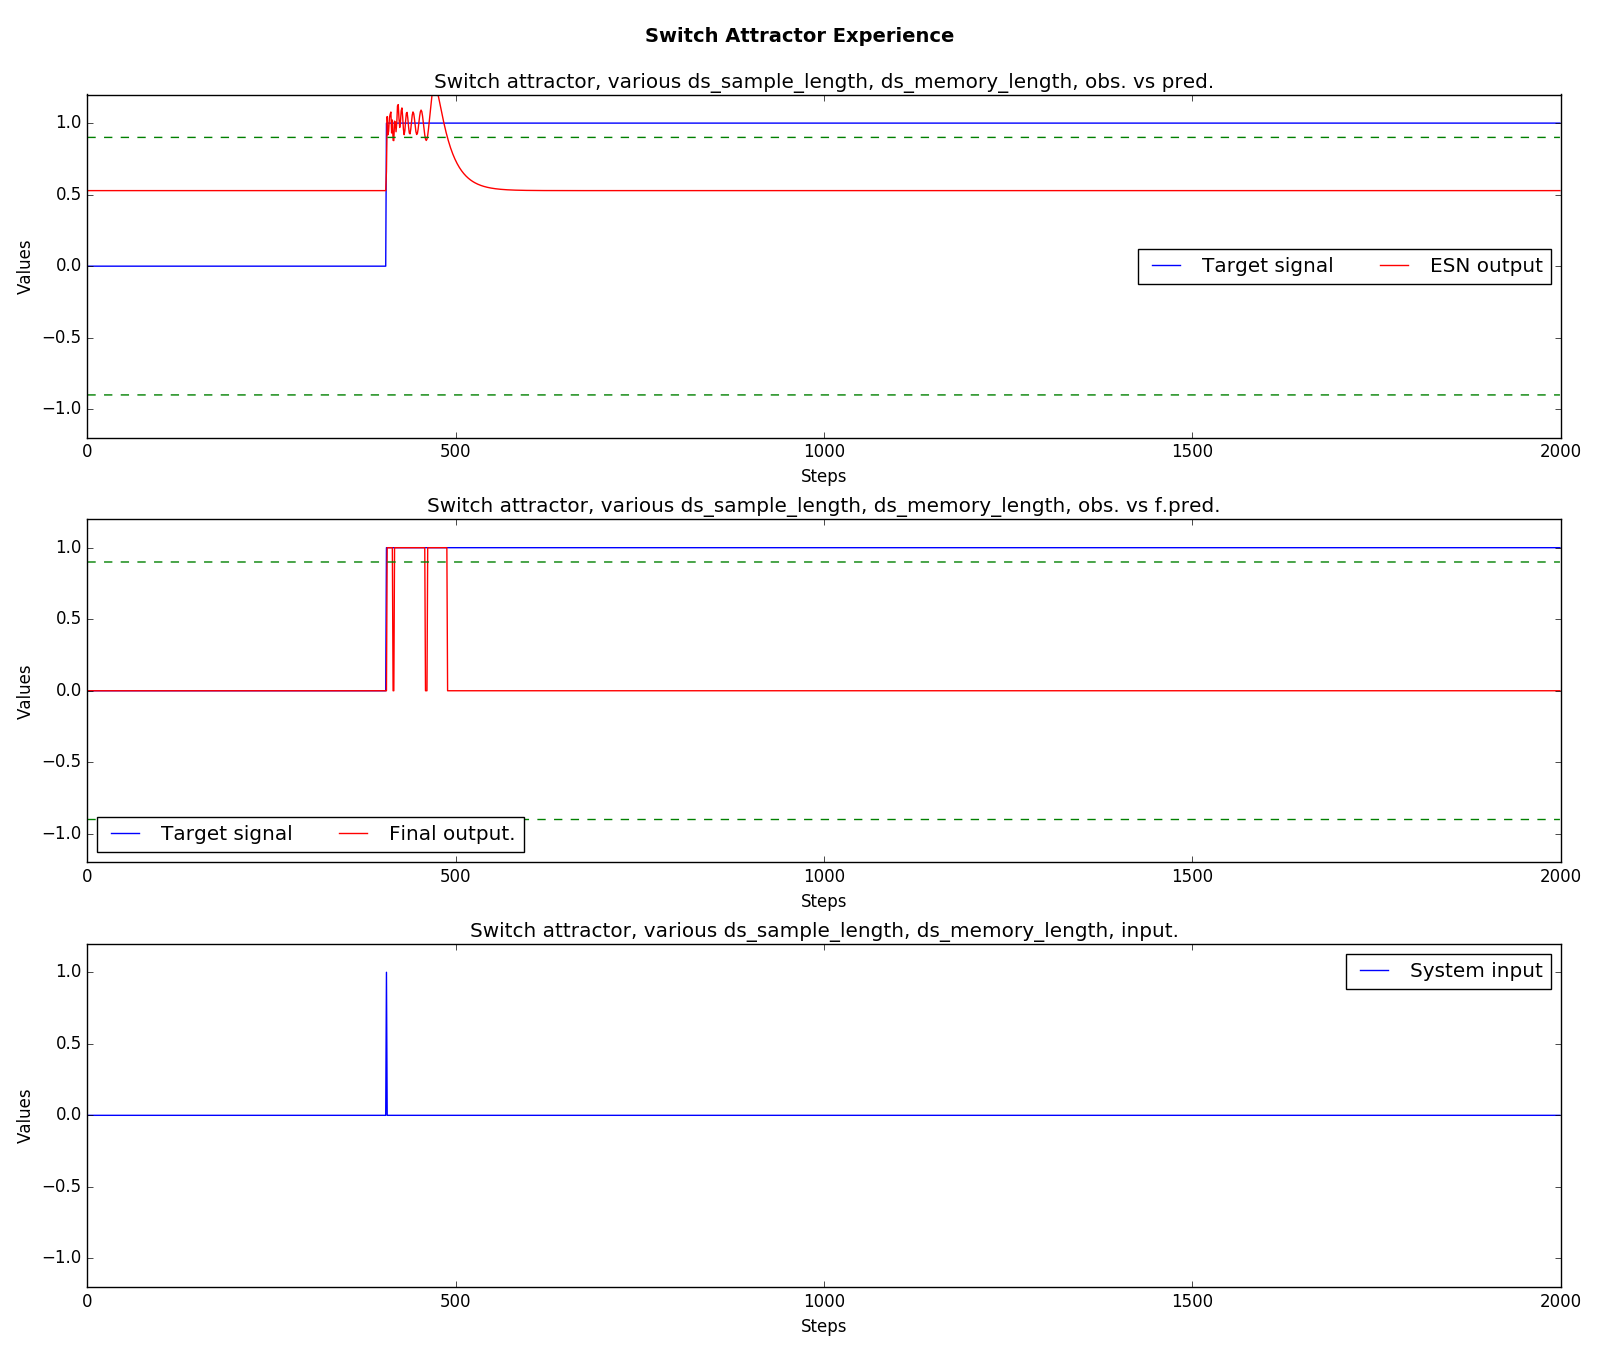 Switch Attractor Experience
Switch attractor, various ds_sample_length, ds_memory_length, obs. vs pred.
1.0
0.5
0.0
−0.5
−1.0
Values
Target signal ESN output
0 500 1000 1500 2000
Steps
Switch attractor, various ds_sample_length, ds_memory_length, obs. vs f.pred.
1.0
0.5
0.0
−0.5
−1.0
Values
Target signal Final output.
0 500 1000 1500 2000
Steps
Switch attractor, various ds_sample_length, ds_memory_length, input.
1.0
0.5
0.0
−0.5
−1.0
Values
System input
0 500 1000 1500 2000
Steps